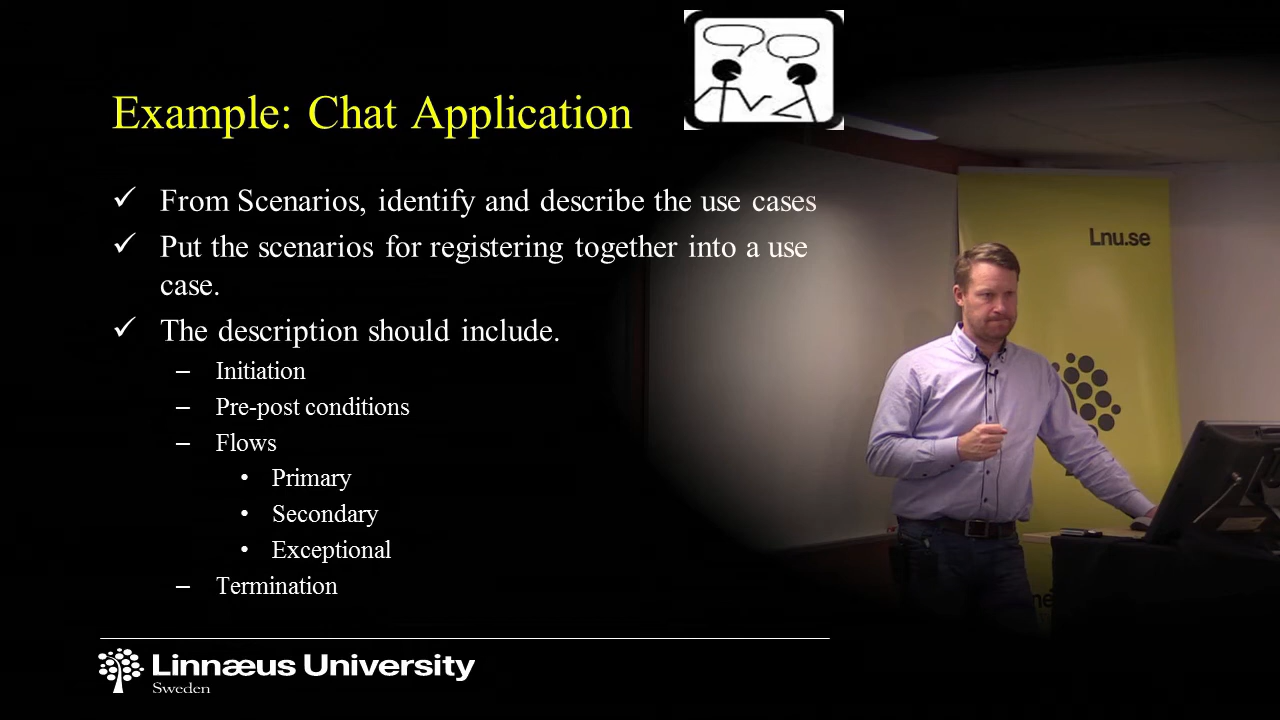 Example: Chat Application
✓ From Scenarios, identify and describe the use cases
✓ Put the scenarios for registering together into a use
case.
✓ The description should include.
– Initiation
– Pre-post conditions
– Flows
• Primary
• Secondary
• Exceptional
– Termination
Lnu.se
Linnæus University
Sweden